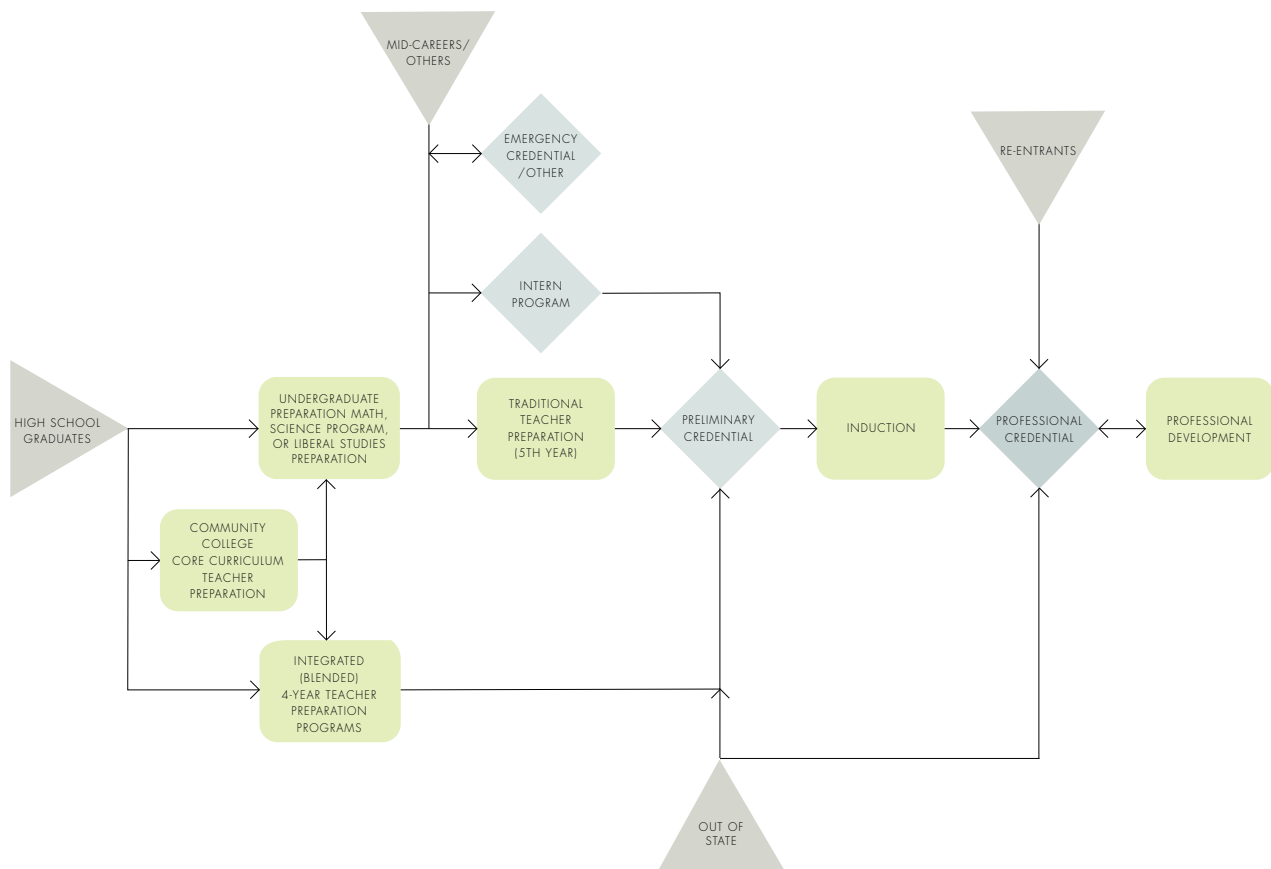 MID-CAREERS/
OTHERS
EMERGENCY
CREDENTIAL
/OTHER
RE-ENTRANTS
INTERN
PROGRAM
HIGH SCHOOL
GRADUATES
UNDERGRADUATE
PREPARATION MATH,
SCIENCE PROGRAM,
OR LIBERAL STUDIES
PREPARATION
TRADITIONAL
TEACHER
PREPARATION
(5TH YEAR)
PRELIMINARY
CREDENTIAL
INDUCTION
PROFESSIONAL
CREDENTIAL
PROFESSIONAL
DEVELOPMENT
COMMUNITY
COLLEGE
CORE CURRICULUM
TEACHER
PREPARATION
INTEGRATED
(BLENDED)
4-YEAR TEACHER
PREPARATION
PROGRAMS
OUT OF
STATE